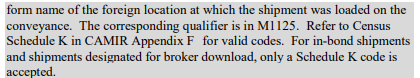 form name of the foreign location at which the shipment was loaded on the
conveyance.  The corresponding qualifier is in M1125.  Refer to Census
Schedule K in CAMIR Appendix F  for valid codes.  For in-bond shipments
and shipments designated for broker download, only a Schedule K code is
accepted.